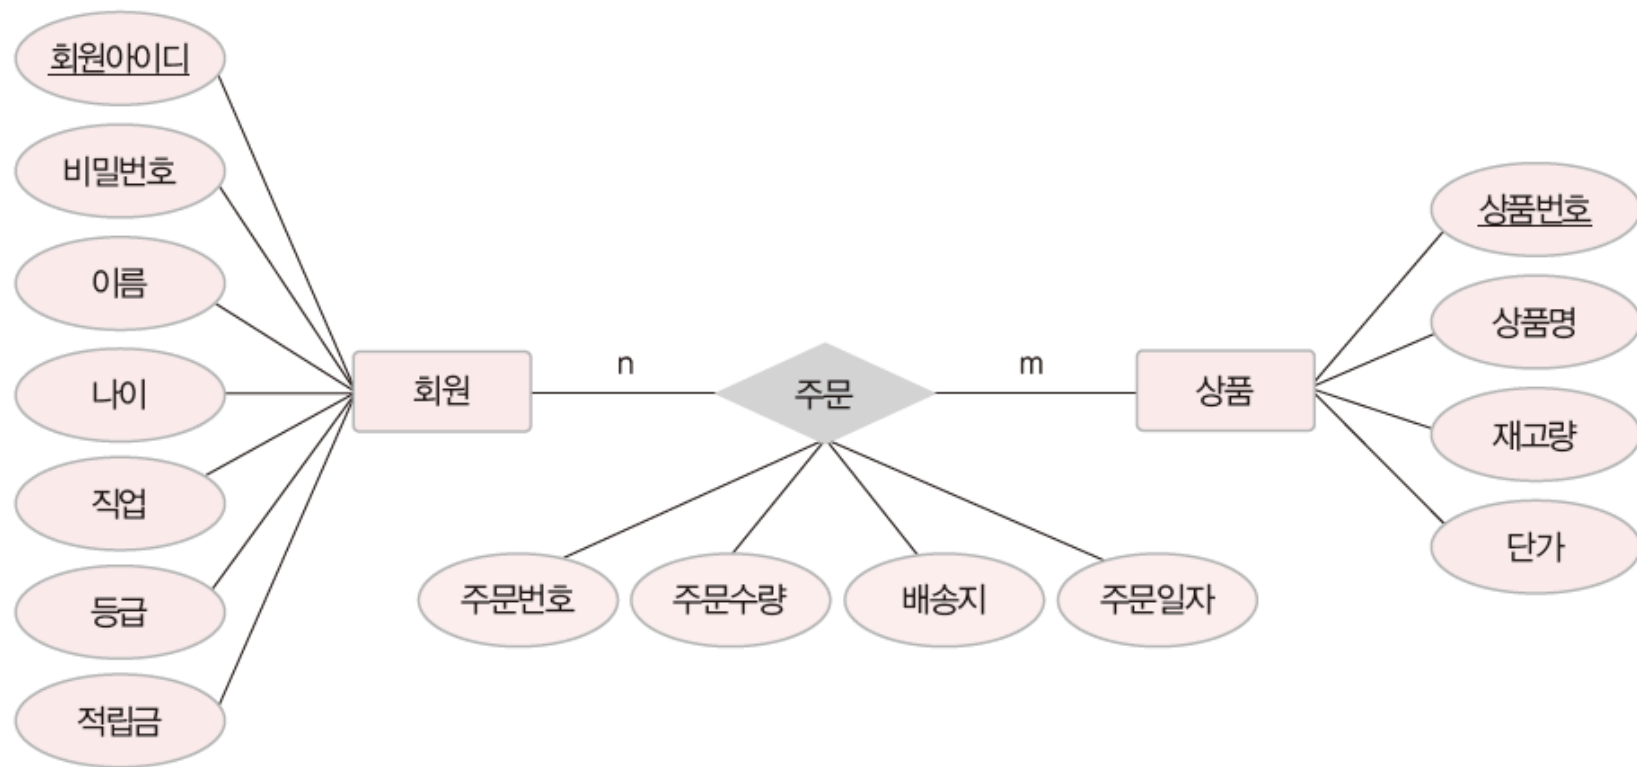 회원아이디
비밀번호
이름
나이
직업
등급
적립금
회원
n
주문
m
상품
주문번호
주문수량
배송지
주문일자
상품번호
상품명
재고량
단가